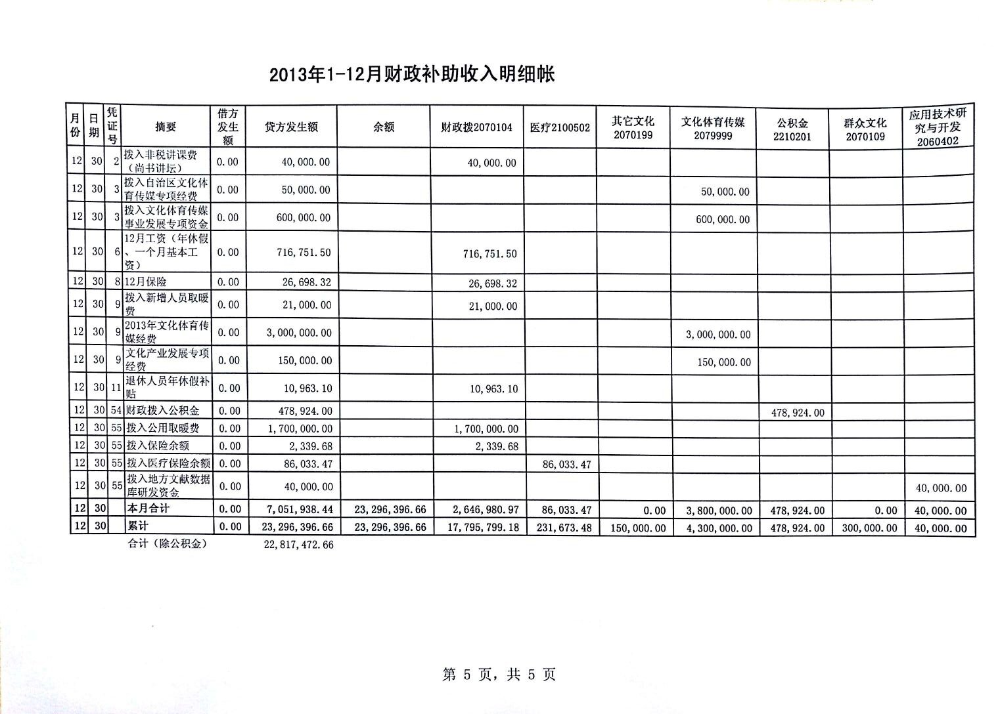 2013年1-12月财政补助收入明细帐
月份 日期 凭证号 摘要 借方发生额 贷方发生额 余额 财政拨2070104 医疗2100502 其它文化2070199 文化体育传媒2079999 公积金2210201 群众文化2070109 应用技术研究与开发2060402
12 30 2 拨入非税讲课费（尚书讲坛） 0.00 40,000.00 40,000.00
12 30 3 拨入自治区文化体育传媒专项经费 0.00 50,000.00 50,000.00
12 30 3 拨入文化体育传媒事业发展专项资金 0.00 600,000.00 600,000.00
12 30 6 12月工资（年休假、一个月基本工资） 0.00 716,751.50 716,751.50
12 30 8 12月保险 0.00 26,698.32 26,698.32
12 30 9 拨入新增人员取暖费 0.00 21,000.00 21,000.00
12 30 9 2013年文化体育传媒经费 0.00 3,000,000.00 3,000,000.00
12 30 9 文化产业发展专项经费 0.00 150,000.00 150,000.00
12 30 11 退休人员年休假补贴 0.00 10,963.10 10,963.10
12 30 54 财政拨入公积金 0.00 478,924.00 478,924.00
12 30 55 拨入公用取暖费 0.00 1,700,000.00 1,700,000.00
12 30 55 拨入保险余额 0.00 2,339.68 2,339.68
12 30 55 拨入医疗保险余额 0.00 86,033.47 86,033.47
12 30 55 拨入地方文献数据库研发资金 0.00 40,000.00 40,000.00
12 30 本月合计 0.00 7,051,938.44 23,296,396.66 2,646,980.97 86,033.47 0.00 3,800,000.00 478,924.00 0.00 40,000.00
12 30 累计 0.00 23,296,396.66 23,296,396.66 17,795,799.18 231,673.48 150,000.00 4,300,000.00 478,924.00 300,000.00 40,000.00
合计（除公积金） 22,817,472.66
第 5 页，共 5 页